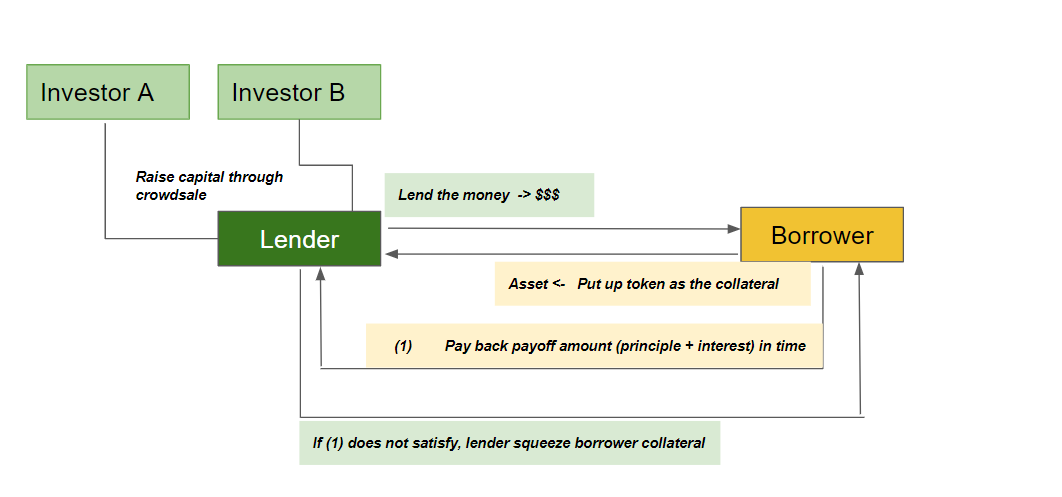 Investor A
Investor B
Raise capital through
crowdsale
Lend the money -> $$$
Lender
Borrower
Asset <- Put up token as the collateral
(1) Pay back payoff amount (principle + interest) in time
If (1) does not satisfy, lender squeeze borrower collateral